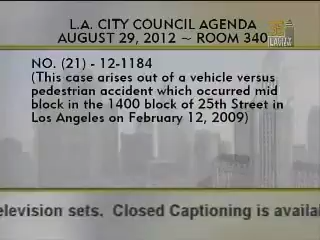 L.A. CITY COUNCIL AGENDA
AUGUST 29, 2012 ~ ROOM 340
NO. (21) - 12-1184
(This case arises out of a vehicle versus
pedestrian accident which occurred mid
block in the 1400 block of 25th Street in
Los Angeles on February 12, 2009)
elevision sets. Closed Captioning is availa